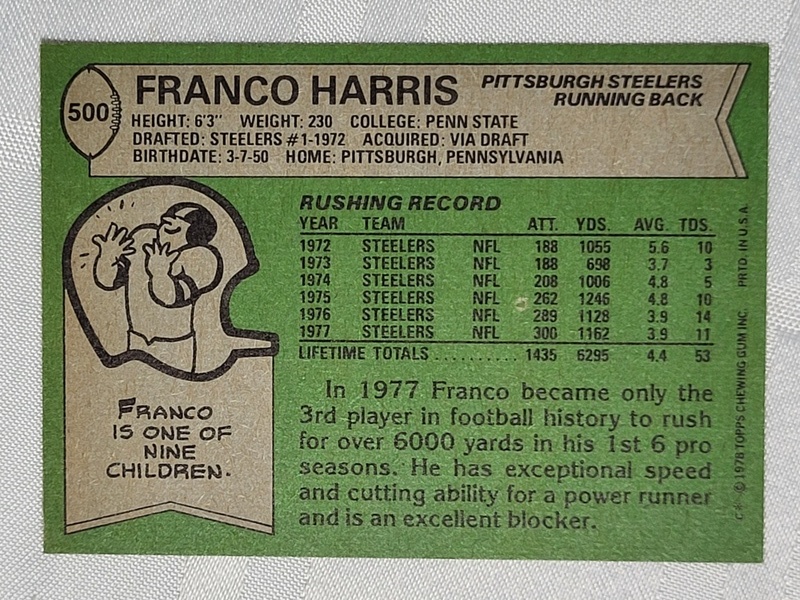 500
FRANCO HARRIS
PITTSBURGH STEELERS
RUNNING BACK
HEIGHT: 6'3" WEIGHT: 230 COLLEGE: PENN STATE
DRAFTED: STEELERS #1-1972 ACQUIRED: VIA DRAFT
BIRTHDATE: 3-7-50 HOME: PITTSBURGH, PENNSYLVANIA
RUSHING RECORD
YEAR TEAM ATT. YDS. AVG. TDS.
1972 STEELERS NFL 188 1055 5.6 10
1973 STEELERS NFL 188 698 3.7 3
1974 STEELERS NFL 208 1006 4.8 5
1975 STEELERS NFL 262 1246 4.8 10
1976 STEELERS NFL 289 1128 3.9 14
1977 STEELERS NFL 300 1162 3.9 11
LIFETIME TOTALS .......... 1435 6295 4.4 53
FRANCO
IS ONE OF
NINE
CHILDREN.
In 1977 Franco became only the
3rd player in football history to rush
for over 6000 yards in his 1st 6 pro
seasons. He has exceptional speed
and cutting ability for a power runner
and is an excellent blocker.
C* © 1978 TOPPS CHEWING GUM INC. PRTD. IN U.S.A.